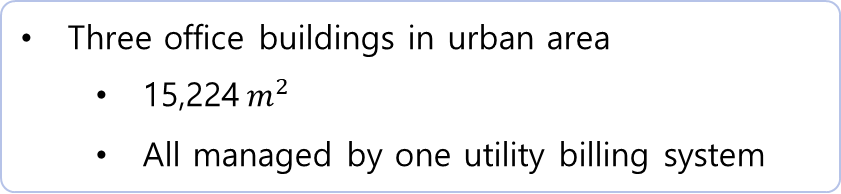 • Three office buildings in urban area
• 15,224 m²
• All managed by one utility billing system